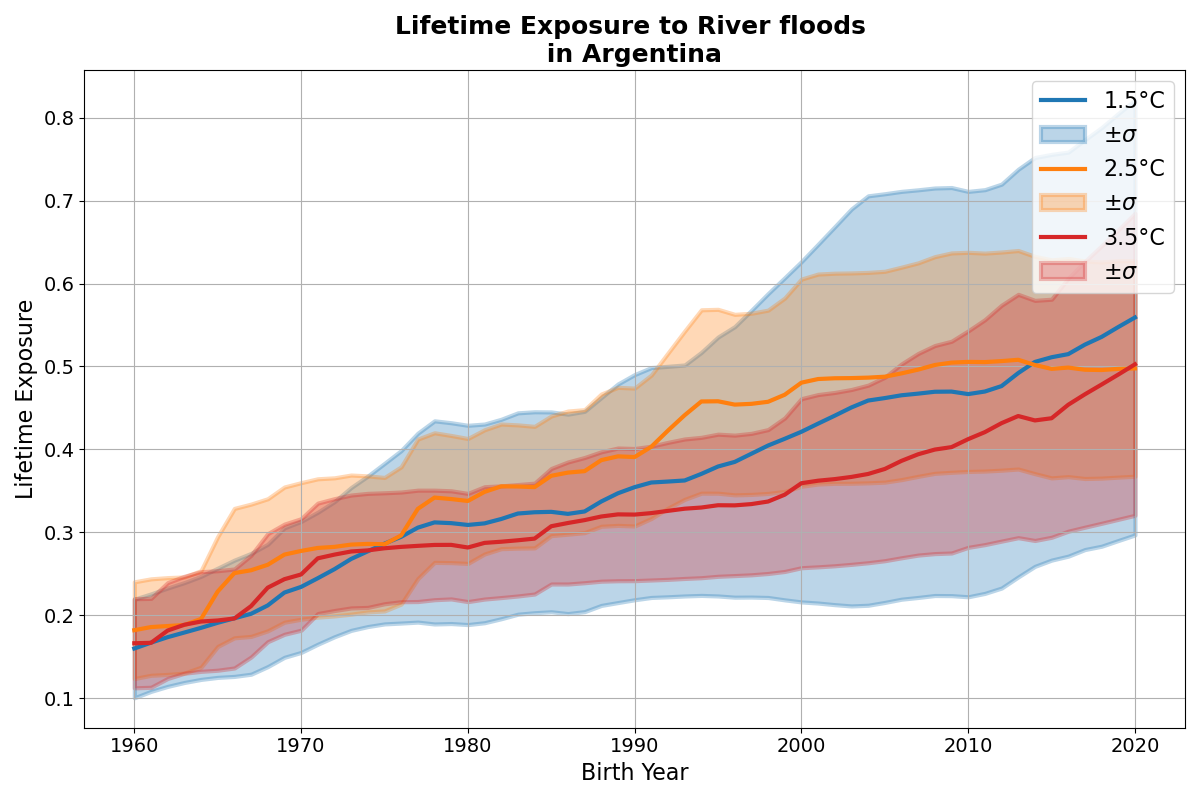 Lifetime Exposure to River floods
in Argentina
1.5°C
±σ
2.5°C
±σ
3.5°C
±σ
Lifetime Exposure
0.8
0.7
0.6
0.5
0.4
0.3
0.2
0.1
1960 1970 1980 1990 2000 2010 2020
Birth Year